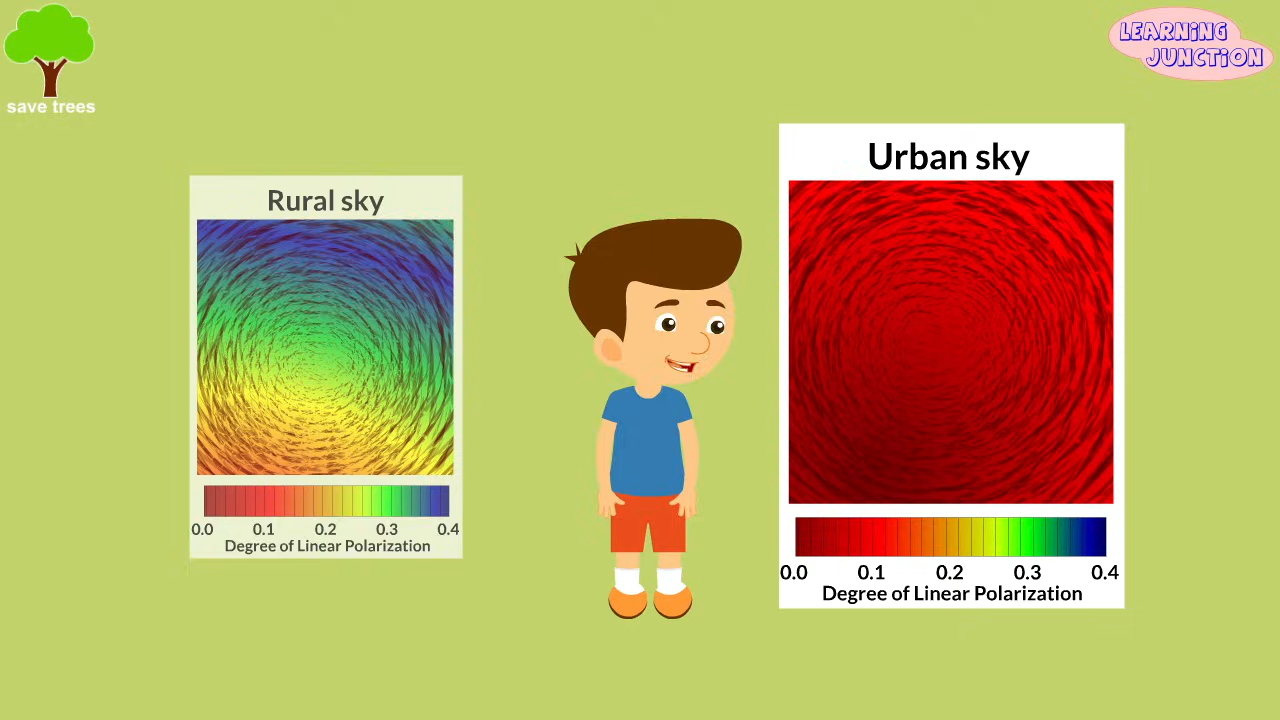 save trees
LEARNING
JUNCTION
Rural sky
0.0 0.1 0.2 0.3 0.4
Degree of Linear Polarization
Urban sky
0.0 0.1 0.2 0.3 0.4
Degree of Linear Polarization